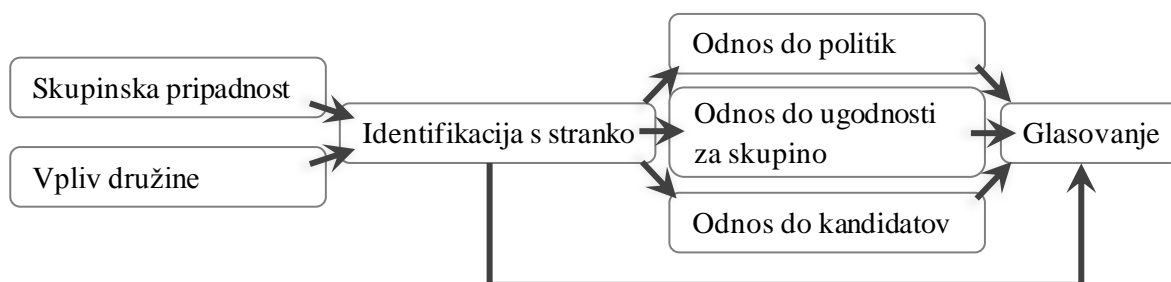 Skupinska pripadnost
Vpliv družine
Identifikacija s stranko
Odnos do politik
Odnos do ugodnosti
za skupino
Odnos do kandidatov
Glasovanje